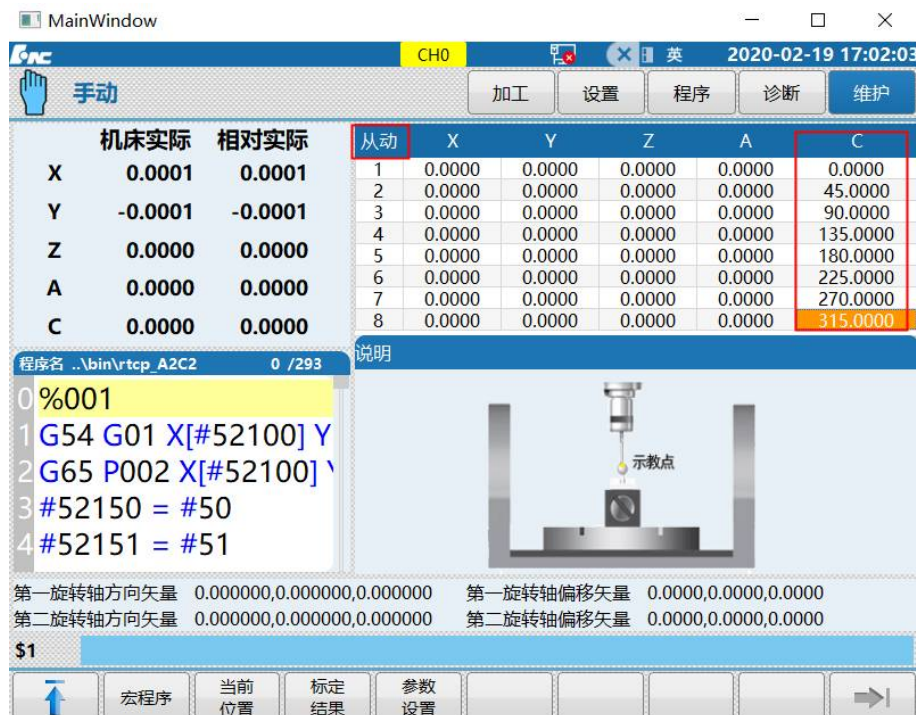 MainWindow
CH0 英 2020-02-19 17:02:03
手动 加工 设置 程序 诊断 维护
机床实际 相对实际
X 0.0001 0.0001
Y -0.0001 -0.0001
Z 0.0000 0.0000
A 0.0000 0.0000
C 0.0000 0.0000
从动 X Y Z A C
1 0.0000 0.0000 0.0000 0.0000 0.0000
2 0.0000 0.0000 0.0000 0.0000 45.0000
3 0.0000 0.0000 0.0000 0.0000 90.0000
4 0.0000 0.0000 0.0000 0.0000 135.0000
5 0.0000 0.0000 0.0000 0.0000 180.0000
6 0.0000 0.0000 0.0000 0.0000 225.0000
7 0.0000 0.0000 0.0000 0.0000 270.0000
8 0.0000 0.0000 0.0000 0.0000 315.0000
程序名 ..\bin\rtcp_A2C2 0 /293
0 %001
1 G54 G01 X[#52100] Y
2 G65 P002 X[#52100]
3 #52150 = #50
4 #52151 = #51
说明
示教点
第一旋转轴方向矢量 0.000000,0.000000,0.000000 第一旋转轴偏移矢量 0.0000,0.0000,0.0000
第二旋转轴方向矢量 0.000000,0.000000,0.000000 第二旋转轴偏移矢量 0.0000,0.0000,0.0000
$1
宏程序
当前
位置
标定
结果
参数
设置